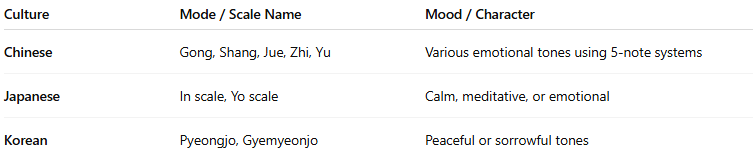 Culture Mode / Scale Name Mood / Character
Chinese Gong, Shang, Jue, Zhi, Yu Various emotional tones using 5-note systems
Japanese In scale, Yo scale Calm, meditative, or emotional
Korean Pyeongjo, Gyemyeonjo Peaceful or sorrowful tones